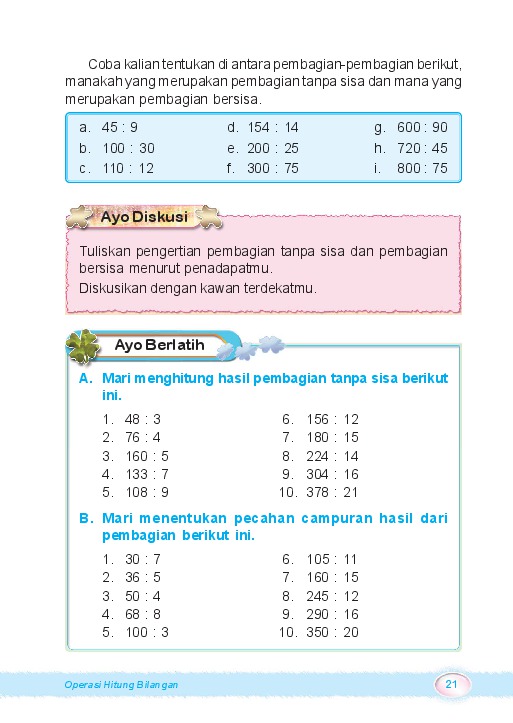 Coba kalian tentukan di antara pembagian-pembagian berikut,
manakah yang merupakan pembagian tanpa sisa dan mana yang
merupakan pembagian bersisa.
a. 45 : 9 d. 154 : 14 g. 600 : 90
b. 100 : 30 e. 200 : 25 h. 720 : 45
c. 110 : 12 f. 300 : 75 i. 800 : 75
Ayo Diskusi
Tuliskan pengertian pembagian tanpa sisa dan pembagian
bersisa menurut penadapatmu.
Diskusikan dengan kawan terdekatmu.
Ayo Berlatih
A. Mari menghitung hasil pembagian tanpa sisa berikut
ini.
1. 48 : 3 6. 156 : 12
2. 76 : 4 7. 180 : 15
3. 160 : 5 8. 224 : 14
4. 133 : 7 9. 304 : 16
5. 108 : 9 10. 378 : 21
B. Mari menentukan pecahan campuran hasil dari
pembagian berikut ini.
1. 30 : 7 6. 105 : 11
2. 36 : 5 7. 160 : 15
3. 50 : 4 8. 245 : 12
4. 68 : 8 9. 290 : 16
5. 100 : 3 10. 350 : 20
Operasi Hitung Bilangan 21